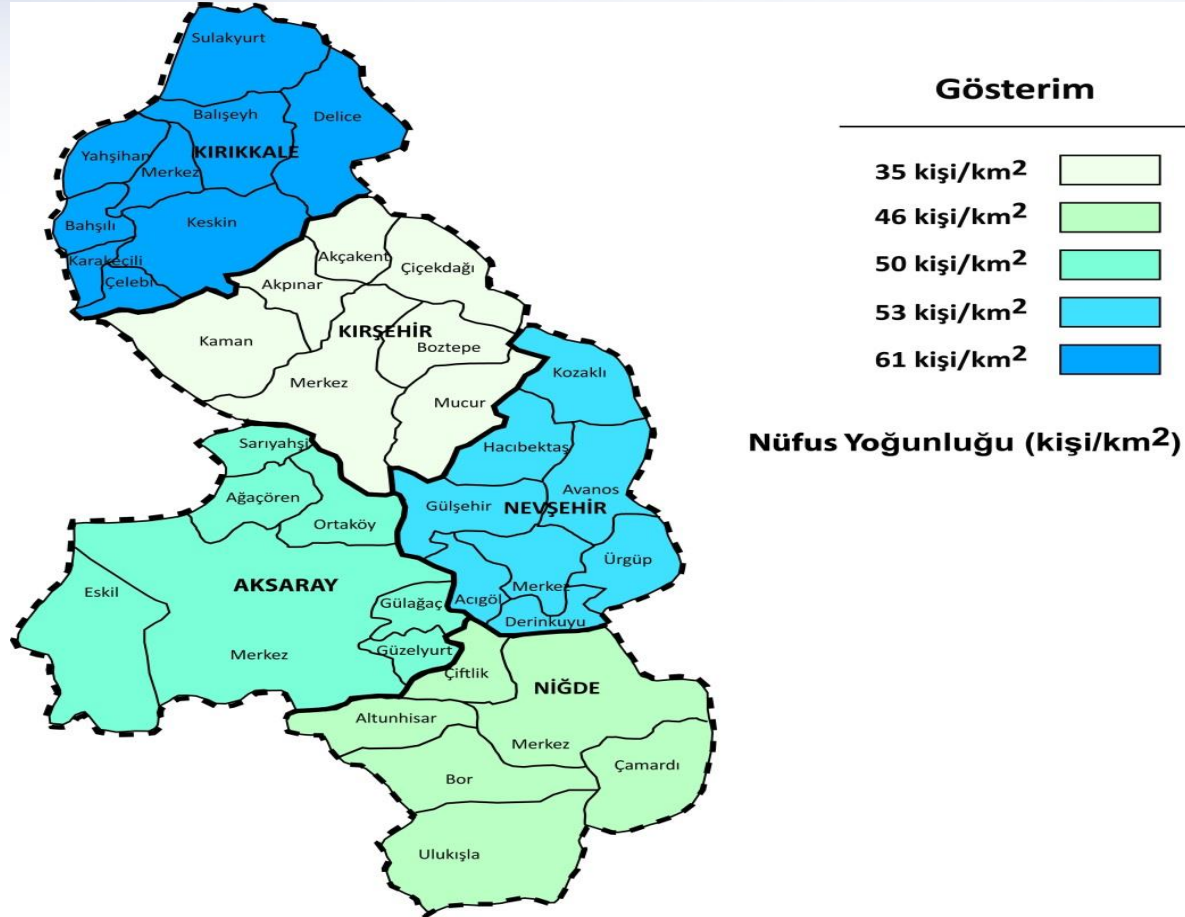 Sulakyurt
Balışeyh
Delice
Yahşihan
KIRIKKALE
Merkez
Bahşılı
Keskin
Karakeçili
Çelebi
Akçakent
Çiçekdağı
Akpınar
Kaman
KIRŞEHİR
Boztepe
Merkez
Mucur
Kozaklı
Sarıyahşi
Hacıbektaş
Ağaçören
Avanos
Gülşehir
NEVŞEHİR
Ortaköy
Ürgüp
AKSARAY
Merkez
Eskil
Gülağaç
Acıgöl
Derinkuyu
Merkez
Güzelyurt
Çiftlik
NİĞDE
Altunhisar
Merkez
Çamardı
Bor
Ulukışla
Gösterim
35 kişi/km²
46 kişi/km²
50 kişi/km²
53 kişi/km²
61 kişi/km²
Nüfus Yoğunluğu (kişi/km²)